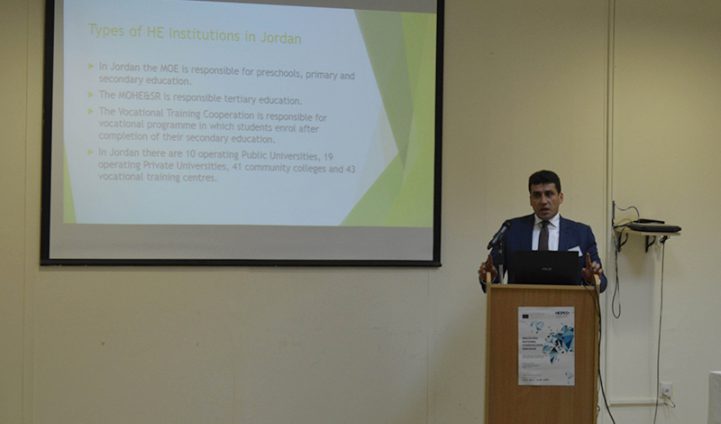 Types of HE Institutions in Jordan
In Jordan the MOE is responsible for preschools, primary and
secondary education.
The MOHE&SR is responsible tertiary education.
The Vocational Training Cooperation is responsible for
vocational programme in which students enrol after
completion of their secondary education.
In Jordan there are 10 operating Public Universities, 19
operating Private Universities, 41 community colleges and 43
vocational training centres.